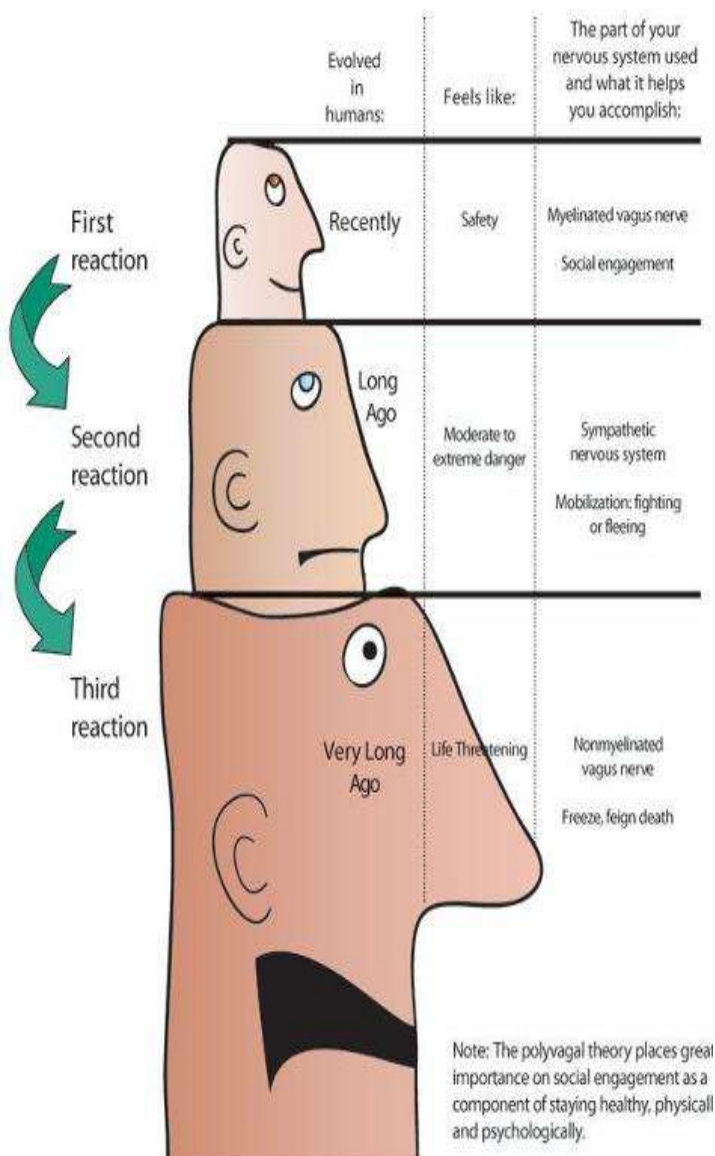 Evolved
in
humans:
Feels like:
The part of your
nervous system used
and what it helps
you accomplish:
First
reaction
Recently
Safety
Myelinated vagus nerve
Social engagement
Second
reaction
Long
Ago
Moderate to
extreme danger
Sympathetic
nervous system
Mobilization: fighting
or fleeing
Third
reaction
Very Long
Ago
Life Thretening
Nonmyelinated
vagus nerve
Freeze, feign death
Note: The polyvagal theory places great
importance on social engagement as a
component of staying healthy, physicall
and psychologically.